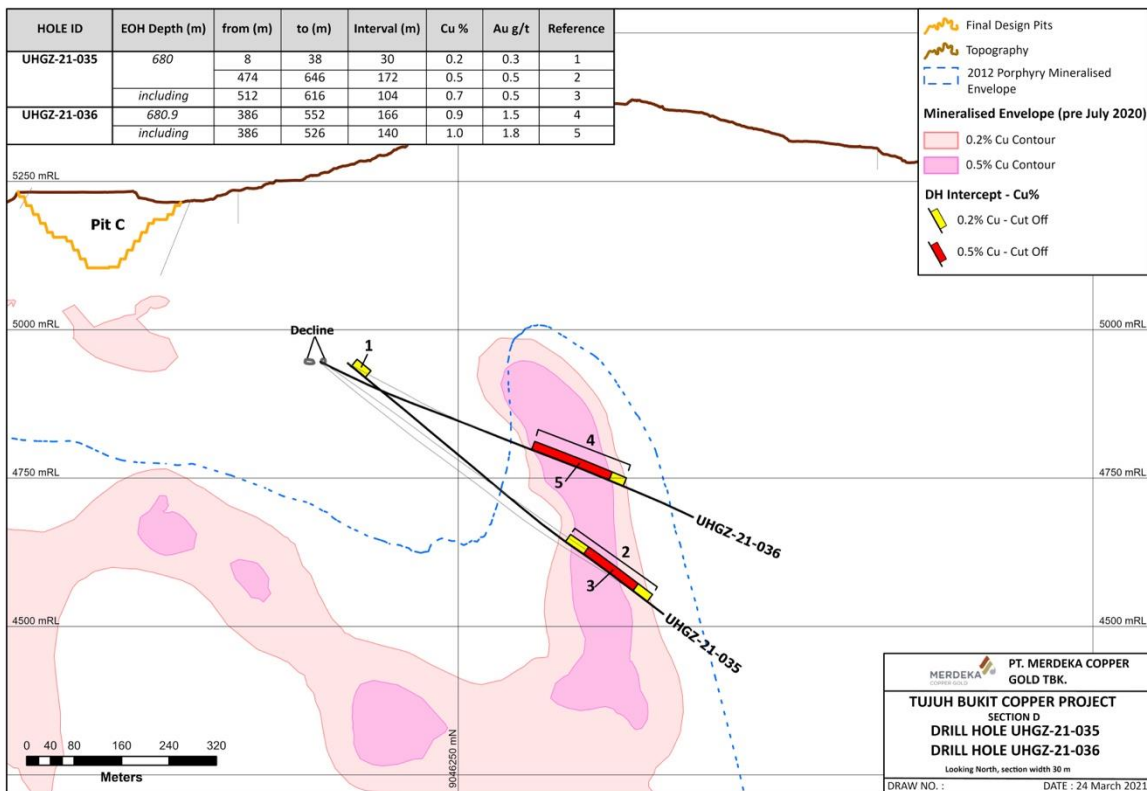 HOLE ID EOH Depth (m) from (m) to (m) Interval (m) Cu % Au g/t Reference
UHGZ-21-035 680 8 38 30 0.2 0.3 1
474 646 172 0.5 0.5 2
including 512 616 104 0.7 0.5 3
UHGZ-21-036 680.9 386 552 166 0.9 1.5 4
including 386 526 140 1.0 1.8 5
Final Design Pits
Topography
2012 Porphyry Mineralised
Envelope
Mineralised Envelope (pre July 2020)
0.2% Cu Contour
0.5% Cu Contour
DH Intercept - Cu%
0.2% Cu - Cut Off
0.5% Cu - Cut Off
5250 mRL
5250 mRL
Pit C
5000 mRL
5000 mRL
Decline
1
4
5
4750 mRL
4750 mRL
UHGZ-21-036
2
3
4500 mRL
4500 mRL
UHGZ-21-035
9046250 mN
0 40 80 160 240 320
Meters
MERDEKA
COPPER GOLD
PT. MERDEKA COPPER
GOLD TBK.
TUJUH BUKIT COPPER PROJECT
SECTION D
DRILL HOLE UHGZ-21-035
DRILL HOLE UHGZ-21-036
Looking North, section width 30 m
DRAW NO. : DATE : 24 March 2021